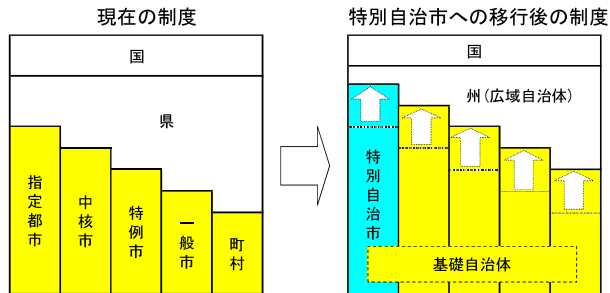 現在の制度
国
県
指定都市
中核市
特例市
一般市
町村
特別自治市への移行後の制度
国
州（広域自治体）
特別自治市
基礎自治体